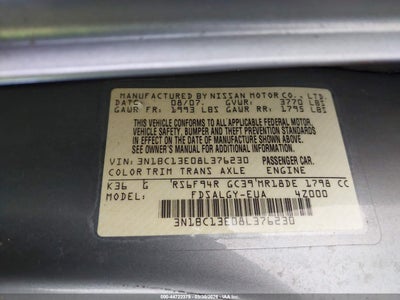 MANUFACTURED BY NISSAN MOTOR CO., LTD.
DATE: 08/07. GVWR: 3770 LBS
GAWR FR: 1993 LBS GAWR RR: 1795 LBS
THIS VEHICLE CONFORMS TO ALL APPLICABLE FEDERAL MOTOR
VEHICLE SAFETY, BUMPER, AND THEFT PREVENTION STANDARDS
IN EFFECT ON THE DATE OF MANUFACTURE SHOWN ABOVE.
SEE OWNER'S MANUAL FOR ADDITIONAL INFORMATION
VIN: 3N1BC13E08L376230 PASSENGER CAR.
COLOR TRIM TRANS AXLE ENGINE
K36 G RS6F94R GC39 MR18DE 1798 CC
FDSALGY-EUA 4Z000
3N1BC13E08L376230